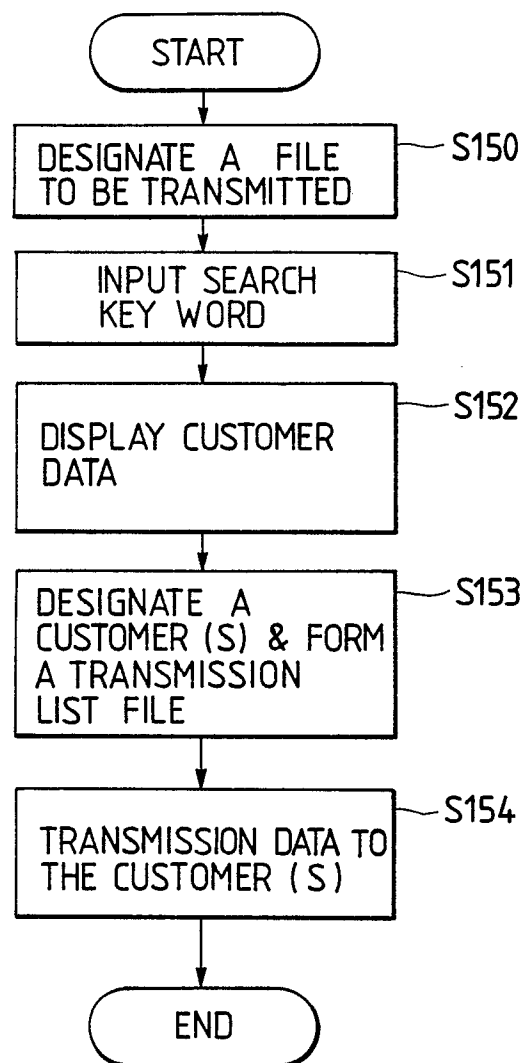 START
DESIGNATE A FILE
TO BE TRANSMITTED
S150
INPUT SEARCH
KEY WORD
S151
DISPLAY CUSTOMER
DATA
S152
DESIGNATE A
CUSTOMER (S) & FORM
A TRANSMISSION
LIST FILE
S153
TRANSMISSION DATA TO
THE CUSTOMER (S)
S154
END